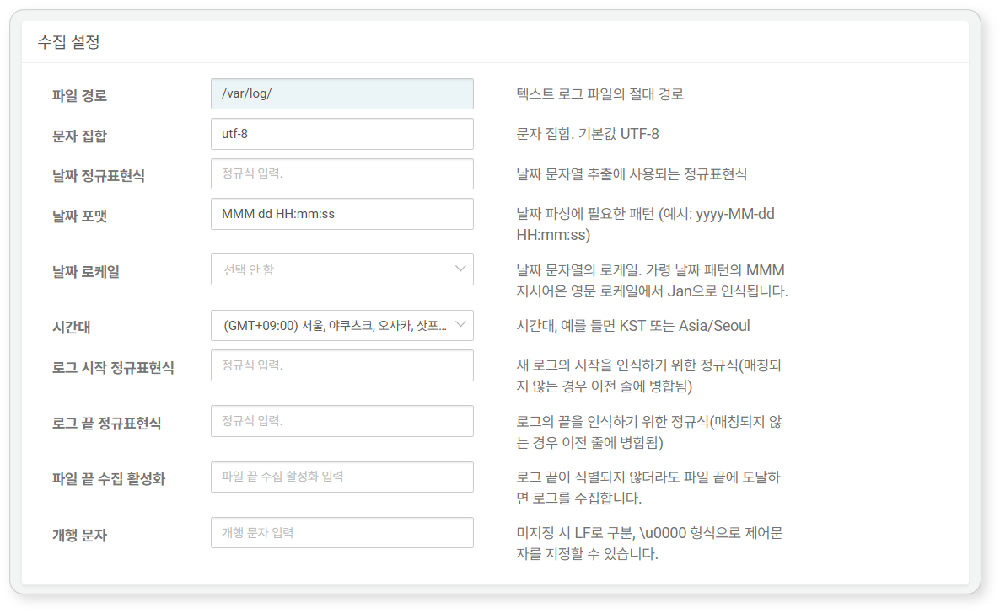 수집 설정
파일 경로
/var/log/
텍스트 로그 파일의 절대 경로
문자 집합
utf-8
문자 집합. 기본값 UTF-8
날짜 정규표현식
정규식 입력.
날짜 문자열 추출에 사용되는 정규표현식
날짜 포맷
MMM dd HH:mm:ss
날짜 파싱에 필요한 패턴 (예시: yyyy-MM-dd
HH:mm:ss)
날짜 로케일
선택 안 함
날짜 문자열의 로케일. 가령 날짜 패턴의 MMM
지시어은 영문 로케일에서 Jan으로 인식됩니다.
시간대
(GMT+09:00) 서울, 야쿠츠크, 오사카, 삿포...
시간대, 예를 들면 KST 또는 Asia/Seoul
로그 시작 정규표현식
정규식 입력.
새 로그의 시작을 인식하기 위한 정규식(매칭되
지 않는 경우 이전 줄에 병합됨)
로그 끝 정규표현식
정규식 입력.
로그의 끝을 인식하기 위한 정규식(매칭되지 않
는 경우 이전 줄에 병합됨)
파일 끝 수집 활성화
파일 끝 수집 활성화 입력
로그 끝이 식별되지 않더라도 파일 끝에 도달하
면 로그를 수집합니다.
개행 문자
개행 문자 입력
미지정 시 LF로 구분, \u0000 형식으로 제어문
자를 지정할 수 있습니다.